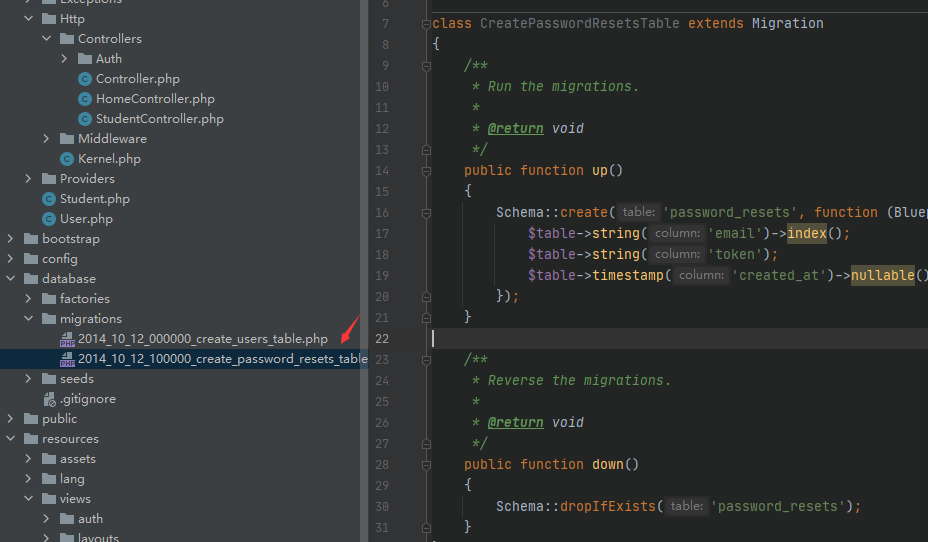 Exceptions
Http
Controllers
Auth
Controller.php
HomeController.php
StudentController.php
Middleware
Kernel.php
Providers
Student.php
User.php
bootstrap
config
database
factories
migrations
2014_10_12_000000_create_users_table.php
2014_10_12_100000_create_password_resets_table
seeds
.gitignore
public
resources
assets
lang
views
auth
layouts
6
7 class CreatePasswordResetsTable extends Migration
8 {
9 /**
10 * Run the migrations.
11 *
12 * @return void
13 */
14 public function up()
15 {
16 Schema::create( table: 'password_resets', function (Bluep
17 $table->string( column: 'email')->index();
18 $table->string( column: 'token');
19 $table->timestamp( column: 'created_at')->nullable()
20 });
21 }
22
23 /**
24 * Reverse the migrations.
25 *
26 * @return void
27 */
28 public function down()
29 {
30 Schema::dropIfExists( table: 'password_resets');
31 }